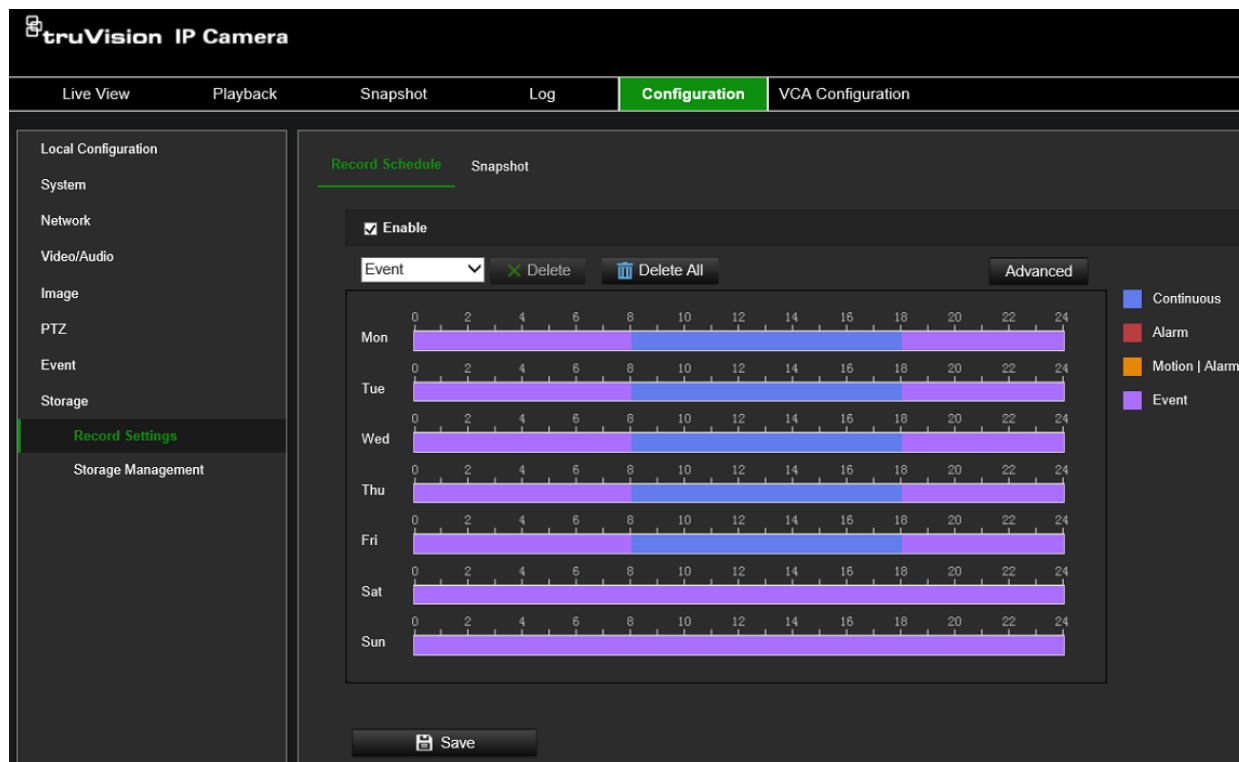 truVision IP Camera
Live View Playback Snapshot Log Configuration VCA Configuration
Local Configuration
System
Network
Video/Audio
Image
PTZ
Event
Storage
Record Settings
Storage Management
Record Schedule Snapshot
Enable
Event Delete Delete All Advanced
0 2 4 6 8 10 12 14 16 18 20 22 24
Mon
0 2 4 6 8 10 12 14 16 18 20 22 24
Tue
0 2 4 6 8 10 12 14 16 18 20 22 24
Wed
0 2 4 6 8 10 12 14 16 18 20 22 24
Thu
0 2 4 6 8 10 12 14 16 18 20 22 24
Fri
0 2 4 6 8 10 12 14 16 18 20 22 24
Sat
0 2 4 6 8 10 12 14 16 18 20 22 24
Sun
Continuous
Alarm
Motion | Alarm
Event
Save